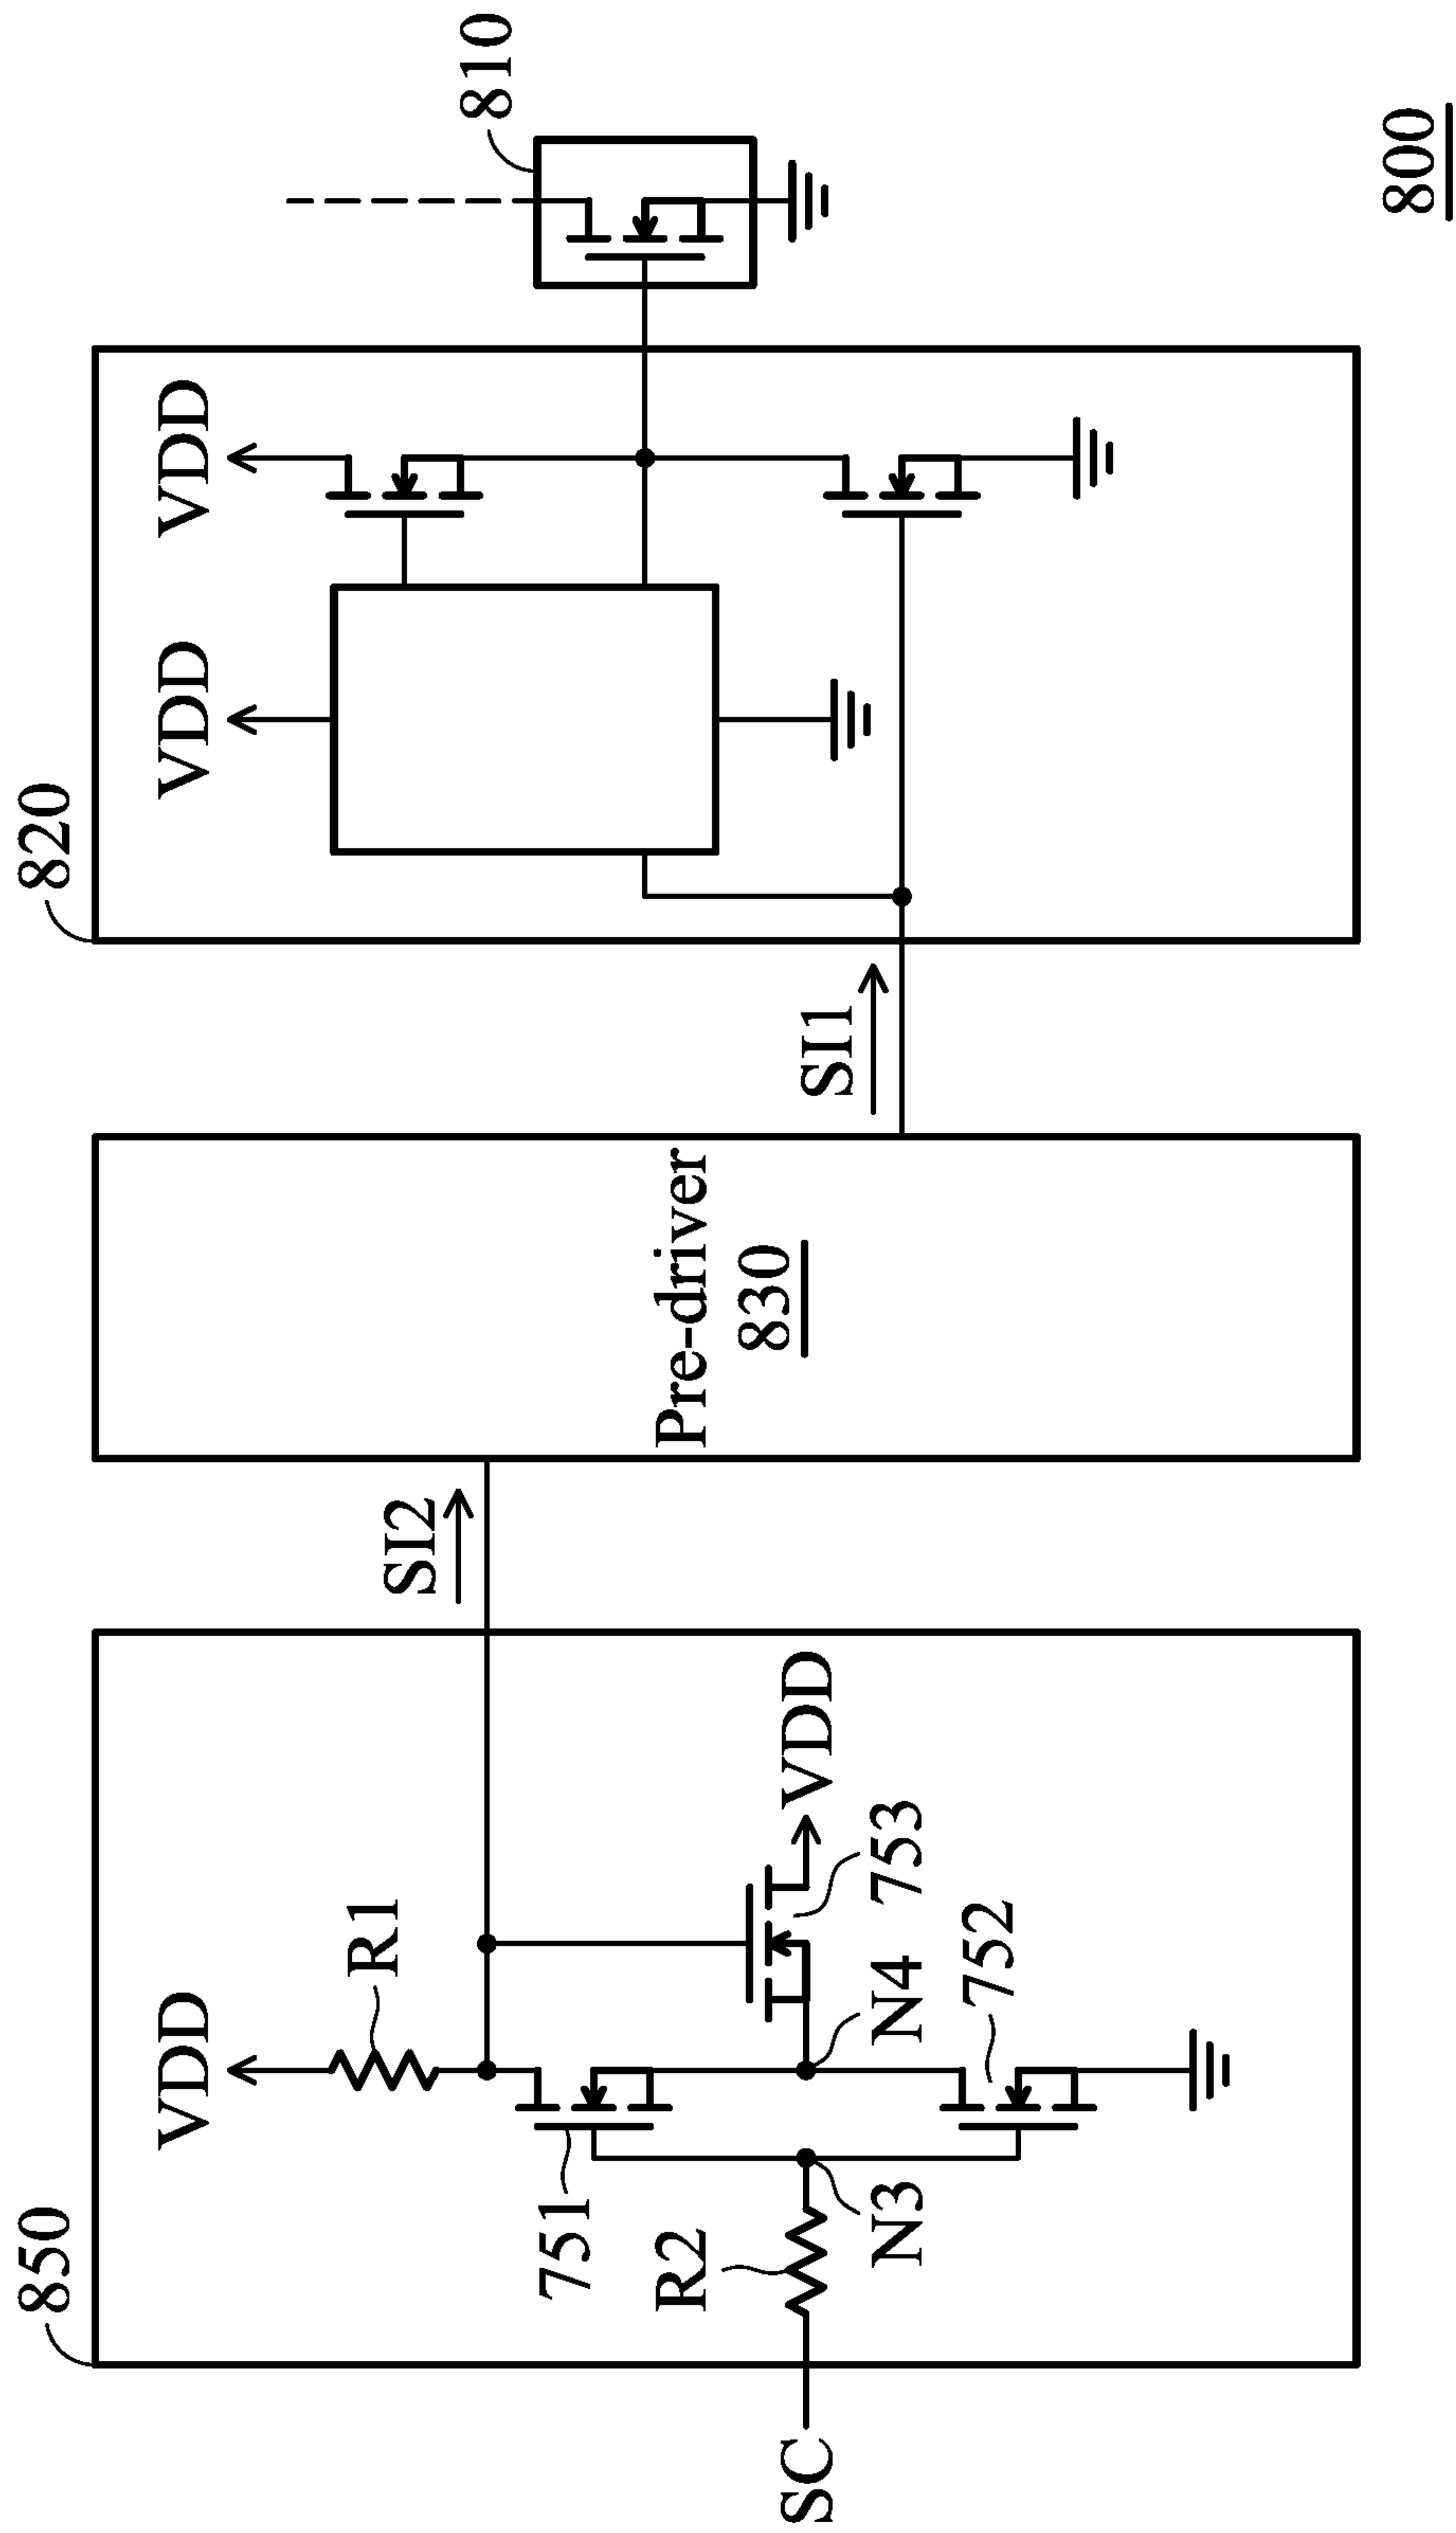 850
820
810
VDD
R1
SI2
VDD
VDD
751
R2
SC
N3
N4
752
753
VDD
Pre-driver
830
SI1
800